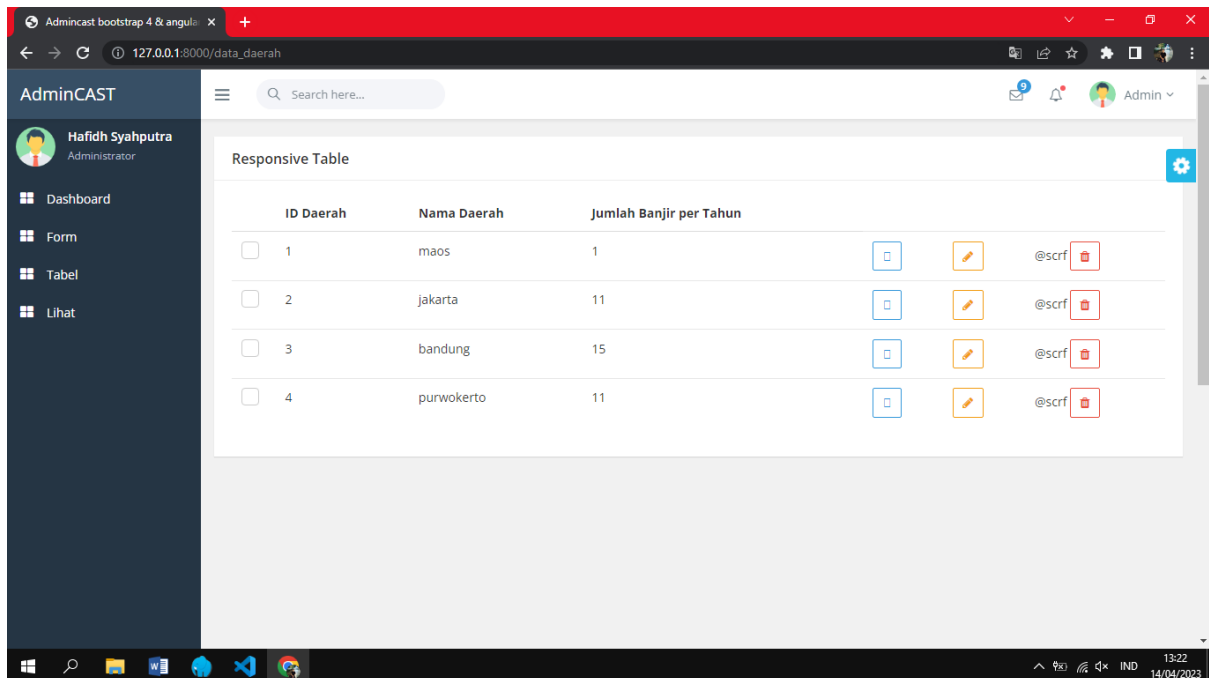 Admincast bootstrap 4 & angula
127.0.0.1:8000/data_daerah
AdminCAST
Search here...
9
Admin
Hafidh Syahputra
Administrator
Dashboard
Form
Tabel
Lihat
Responsive Table
ID Daerah Nama Daerah Jumlah Banjir per Tahun
1 maos 1 @scrf
2 jakarta 11 @scrf
3 bandung 15 @scrf
4 purwokerto 11 @scrf
IND
13:22
14/04/2023